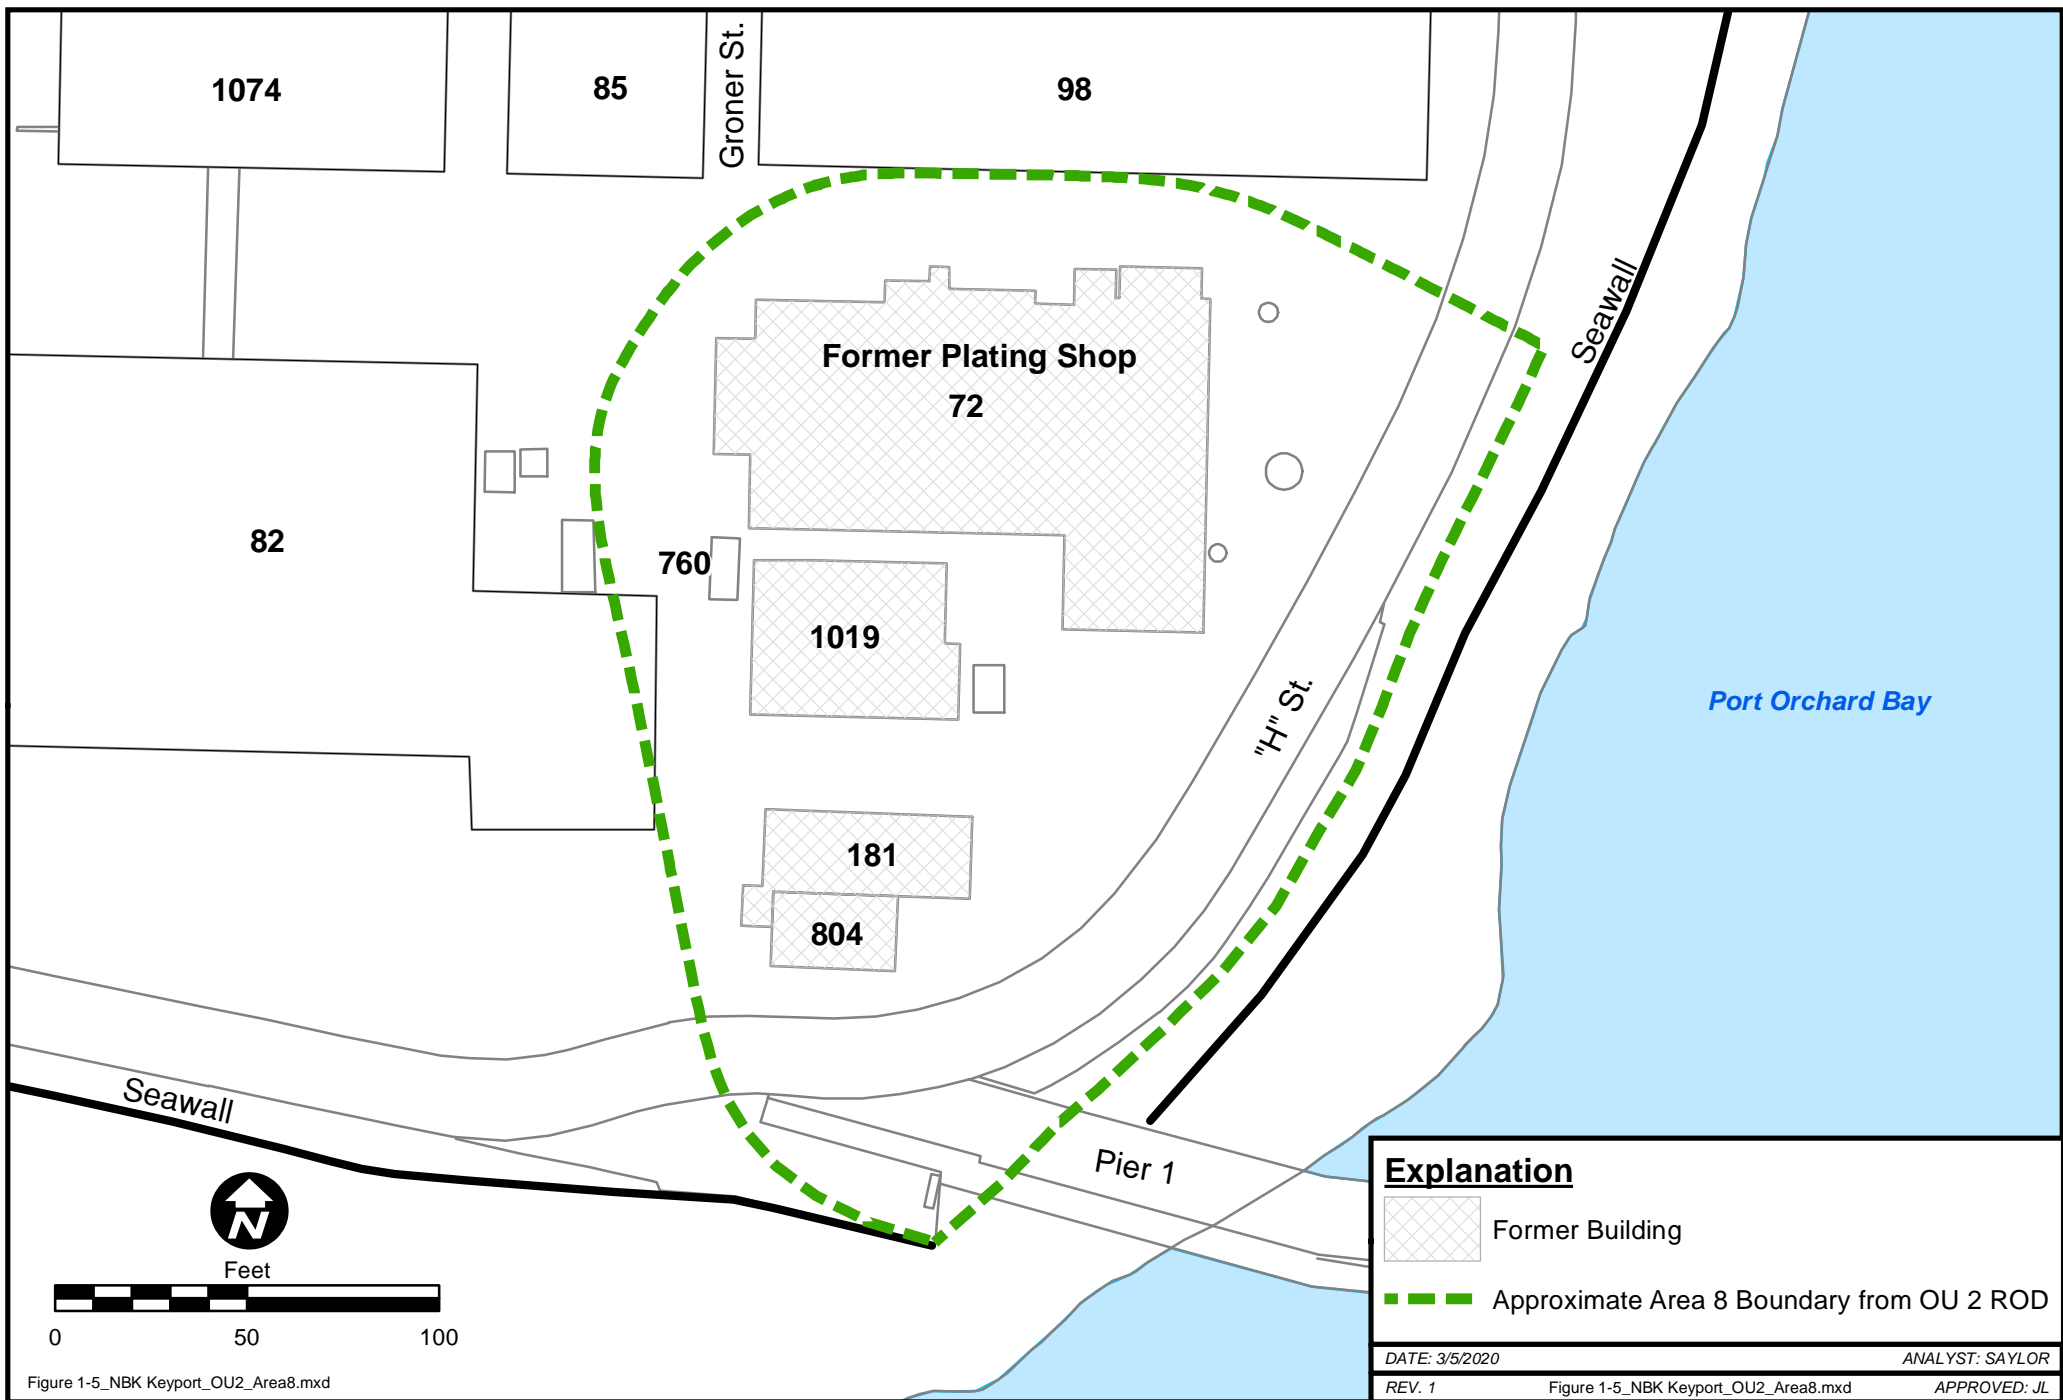 1074
85
Groner St.
98
Seawall
Former Plating Shop
72
82
760
1019
"H" St.
Port Orchard Bay
181
804
Seawall
Pier 1
N
Feet
0 50 100
Figure 1-5_NBK Keyport_OU2_Area8.mxd
Explanation
Former Building
Approximate Area 8 Boundary from OU 2 ROD
DATE: 3/5/2020 ANALYST: SAYLOR
REV. 1 Figure 1-5_NBK Keyport_OU2_Area8.mxd APPROVED: JL